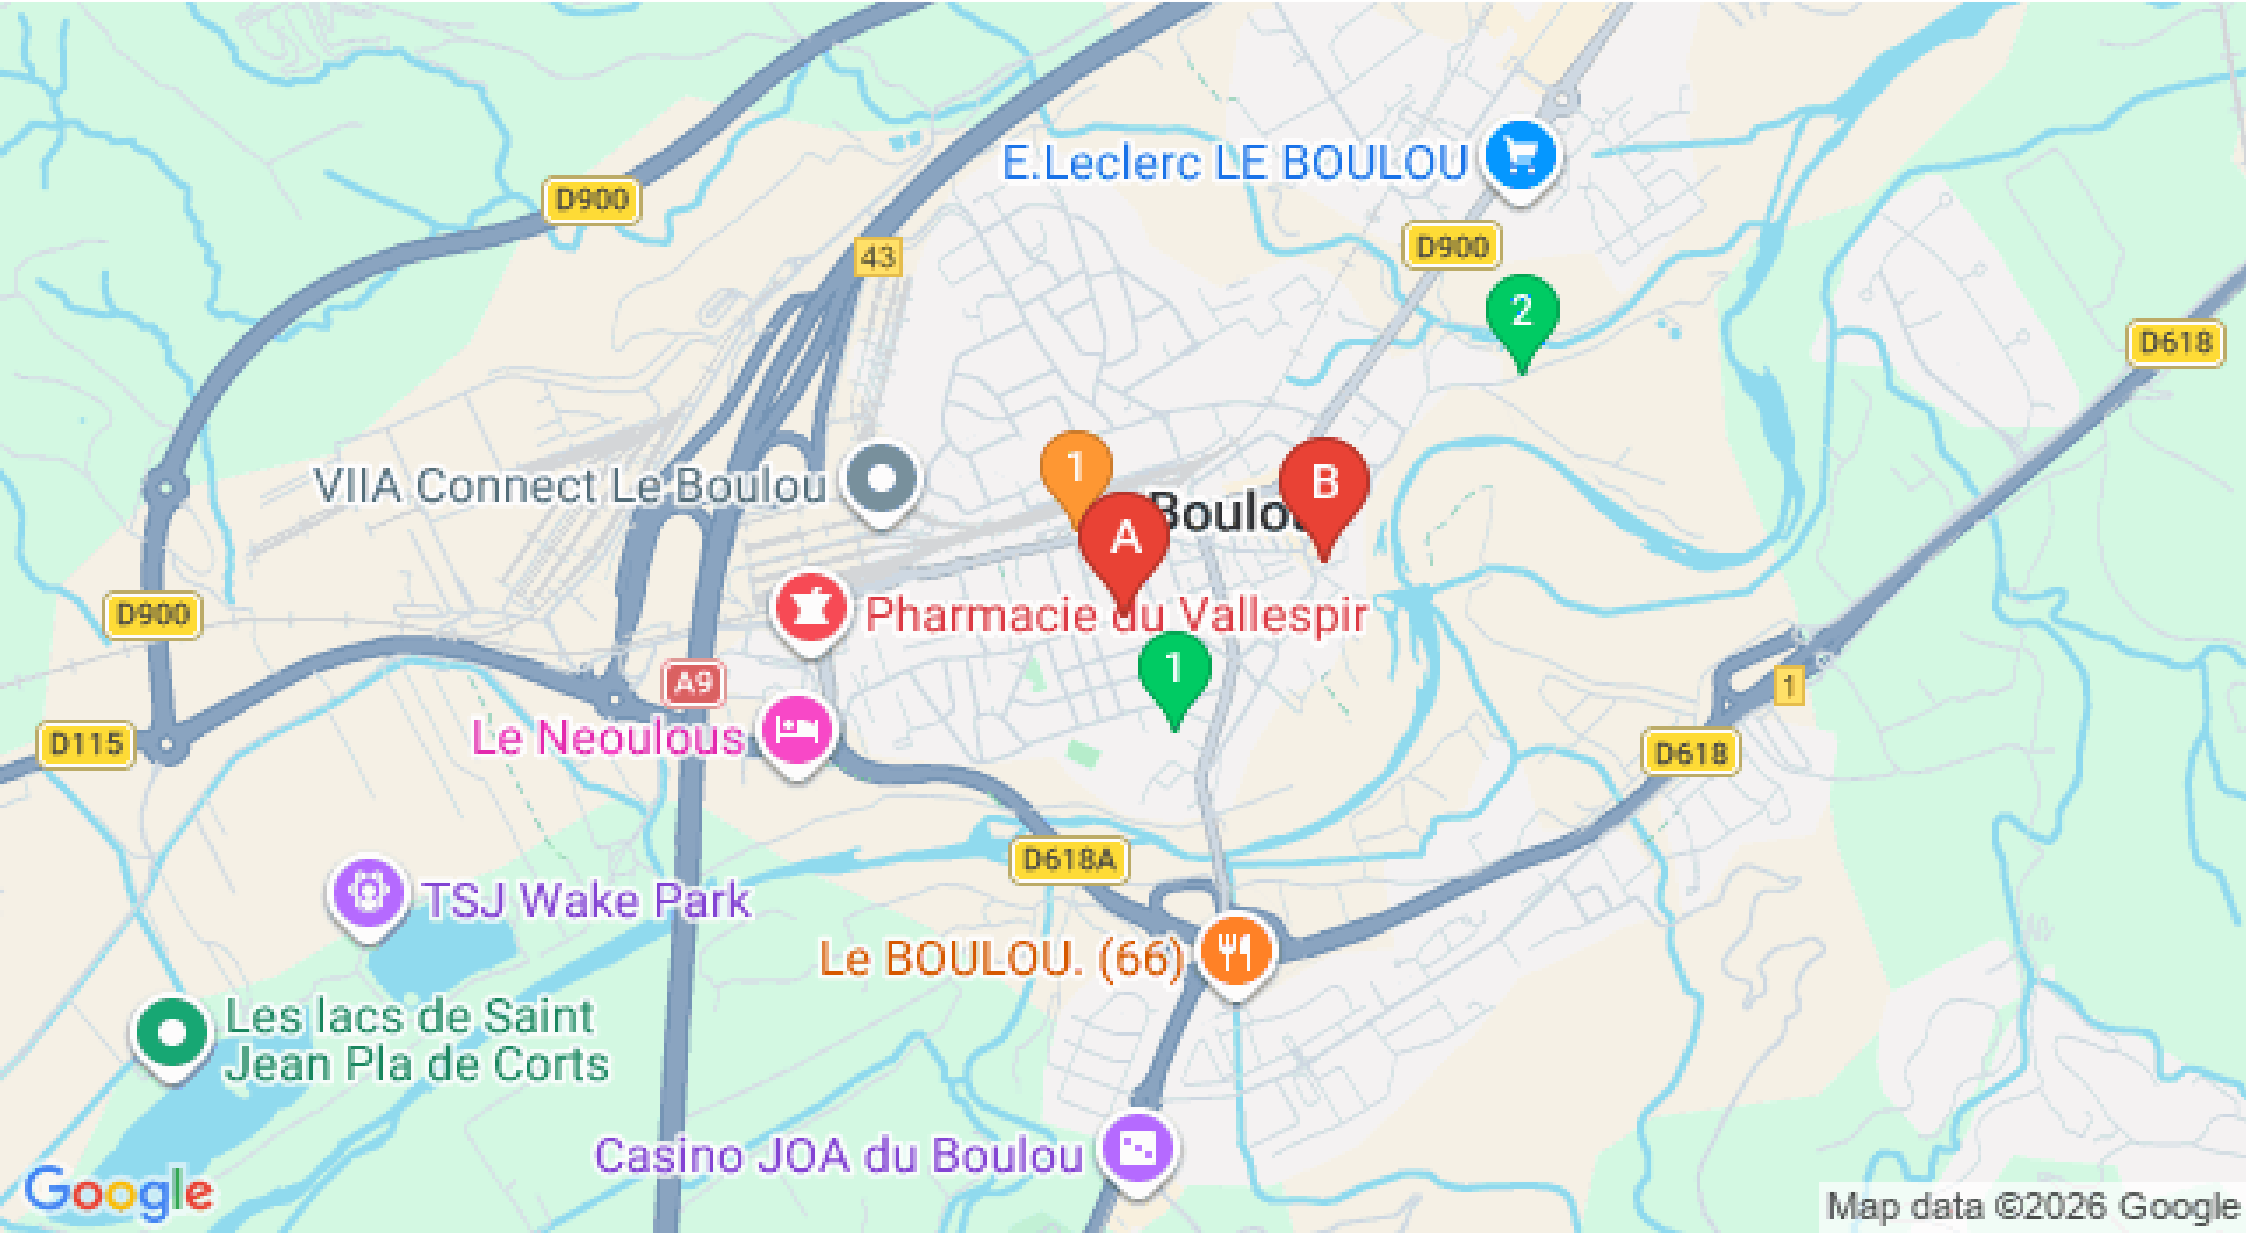 E.Leclerc LE BOULOU
D900
D900
43
2
D618
1
B
VIIA Connect Le Boulou
A
Boulou
D900
Pharmacie du Vallespir
1
A9
1
D115
Le Neoulous
D618
D618A
TSJ Wake Park
Le BOULOU. (66)
Les lacs de Saint
Jean Pla de Corts
Casino JOA du Boulou
Google
Map data ©2026 Google